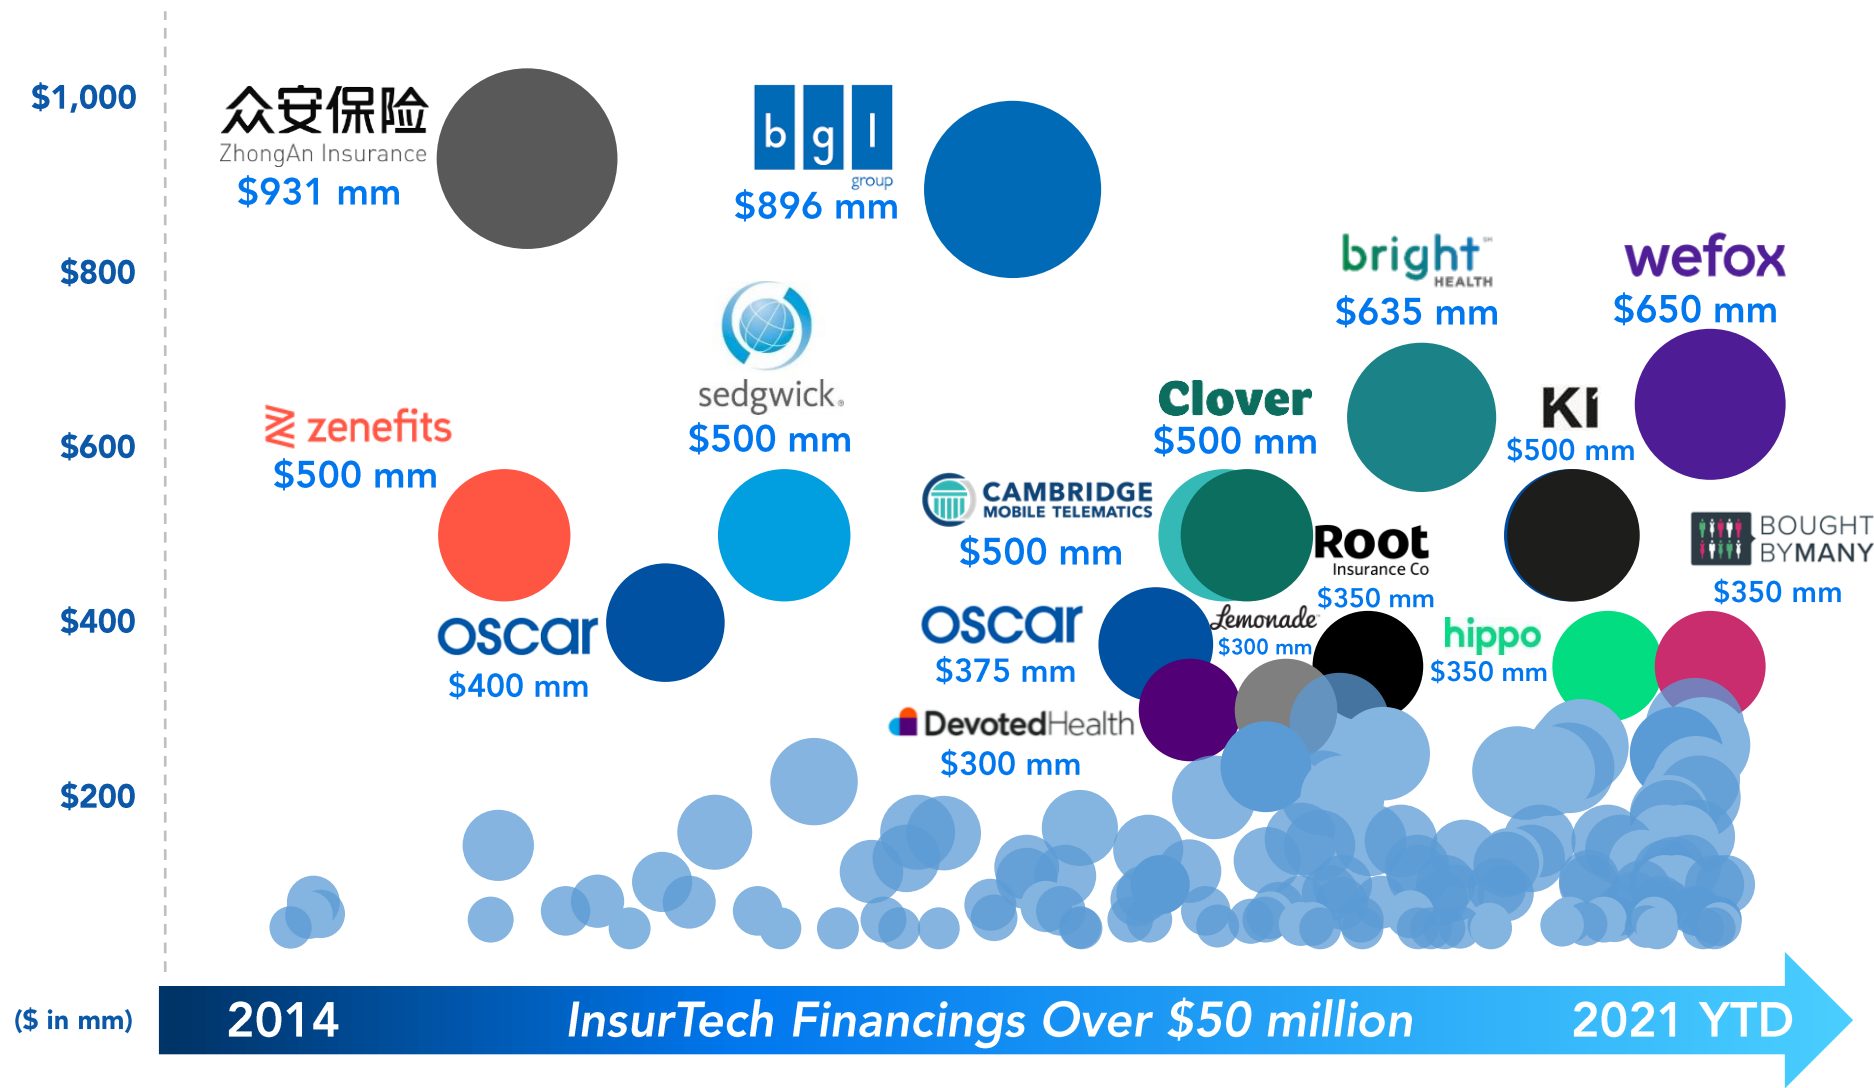 $1,000
$800
$600
$400
$200
($ in mm)
众安保险
ZhongAn Insurance
$931 mm
bgl
group
$896 mm
bright
HEALTH
$635 mm
wefox
$650 mm
sedgwick
$500 mm
zenefits
$500 mm
Clover
$500 mm
Ki
$500 mm
CAMBRIDGE
MOBILE TELEMATICS
$500 mm
Root
Insurance Co
$350 mm
BOUGHT
BYMANY
$350 mm
oscar
$400 mm
oscar
$375 mm
Lemonade
$300 mm
hippo
$350 mm
DevotedHealth
$300 mm
2014
InsurTech Financings Over $50 million
2021 YTD